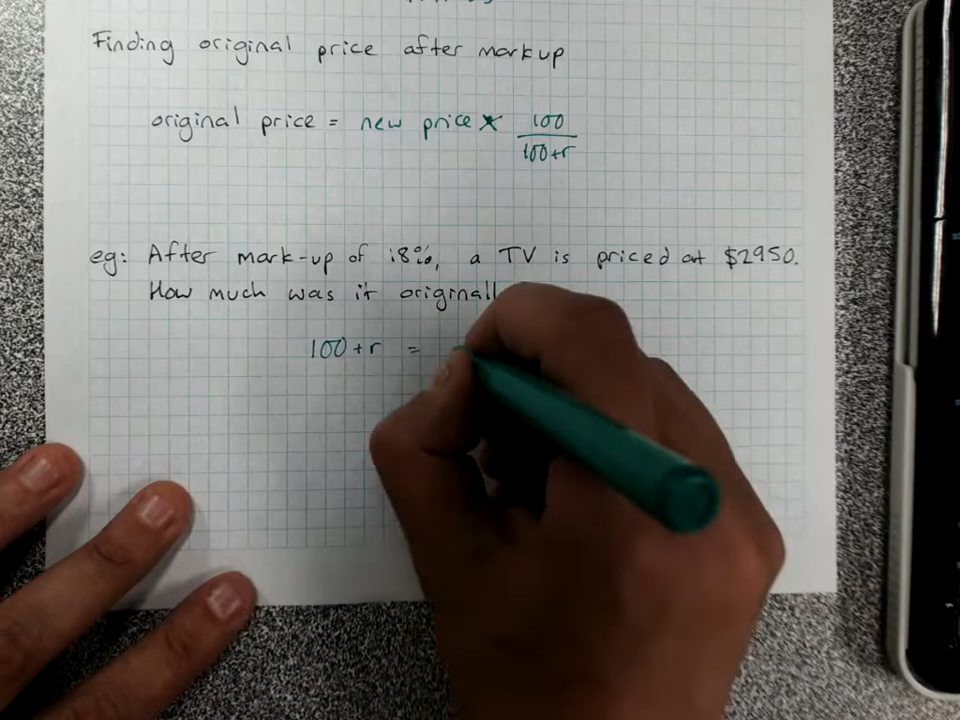 Finding original price after markup
original price = new price × 100
100+r
eg: After mark-up of 18%, a TV is priced at $2950.
How much was it
100 + r =